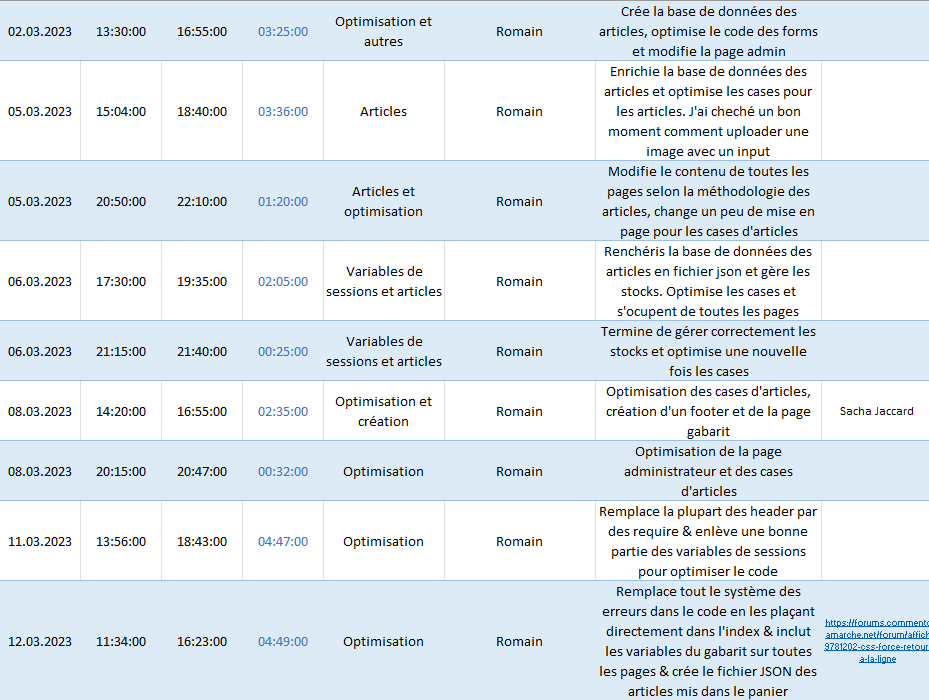 02.03.2023 13:30:00 16:55:00 03:25:00 Optimisation et autres Romain Crée la base de données des
articles, optimise le code des forms
et modifie la page admin
05.03.2023 15:04:00 18:40:00 03:36:00 Articles Romain Enrichie la base de données des
articles et optimise les cases pour
les articles. J'ai cheché un bon
moment comment uploader une
image avec un input
05.03.2023 20:50:00 22:10:00 01:20:00 Articles et optimisation Romain Modifie le contenu de toutes les
pages selon la méthodologie des
articles, change un peu de mise en
page pour les cases d'articles
06.03.2023 17:30:00 19:35:00 02:05:00 Variables de sessions et articles Romain Renchéris la base de données des
articles en fichier json et gère les
stocks. Optimise les cases et
s'ocupent de toutes les pages
06.03.2023 21:15:00 21:40:00 00:25:00 Variables de sessions et articles Romain Termine de gérer correctement les
stocks et optimise une nouvelle
fois les cases
08.03.2023 14:20:00 16:55:00 02:35:00 Optimisation et création Romain Optimisation des cases d'articles,
création d'un footer et de la page
gabarit
Sacha Jaccard
08.03.2023 20:15:00 20:47:00 00:32:00 Optimisation Romain Optimisation de la page
administrateur et des cases
d'articles
11.03.2023 13:56:00 18:43:00 04:47:00 Optimisation Romain Remplace la plupart des header par
des require & enlève une bonne
partie des variables de sessions
pour optimiser le code
12.03.2023 11:34:00 16:23:00 04:49:00 Optimisation Romain Remplace tout le système des
erreurs dans le code en les plaçant
directement dans l'index & inclut
les variables du gabarit sur toutes
les pages & crée le fichier JSON des
articles mis dans le panier
https://forums.commentc
amarche.net/forum/affich
9781202-css-force-retour
a-la-ligne